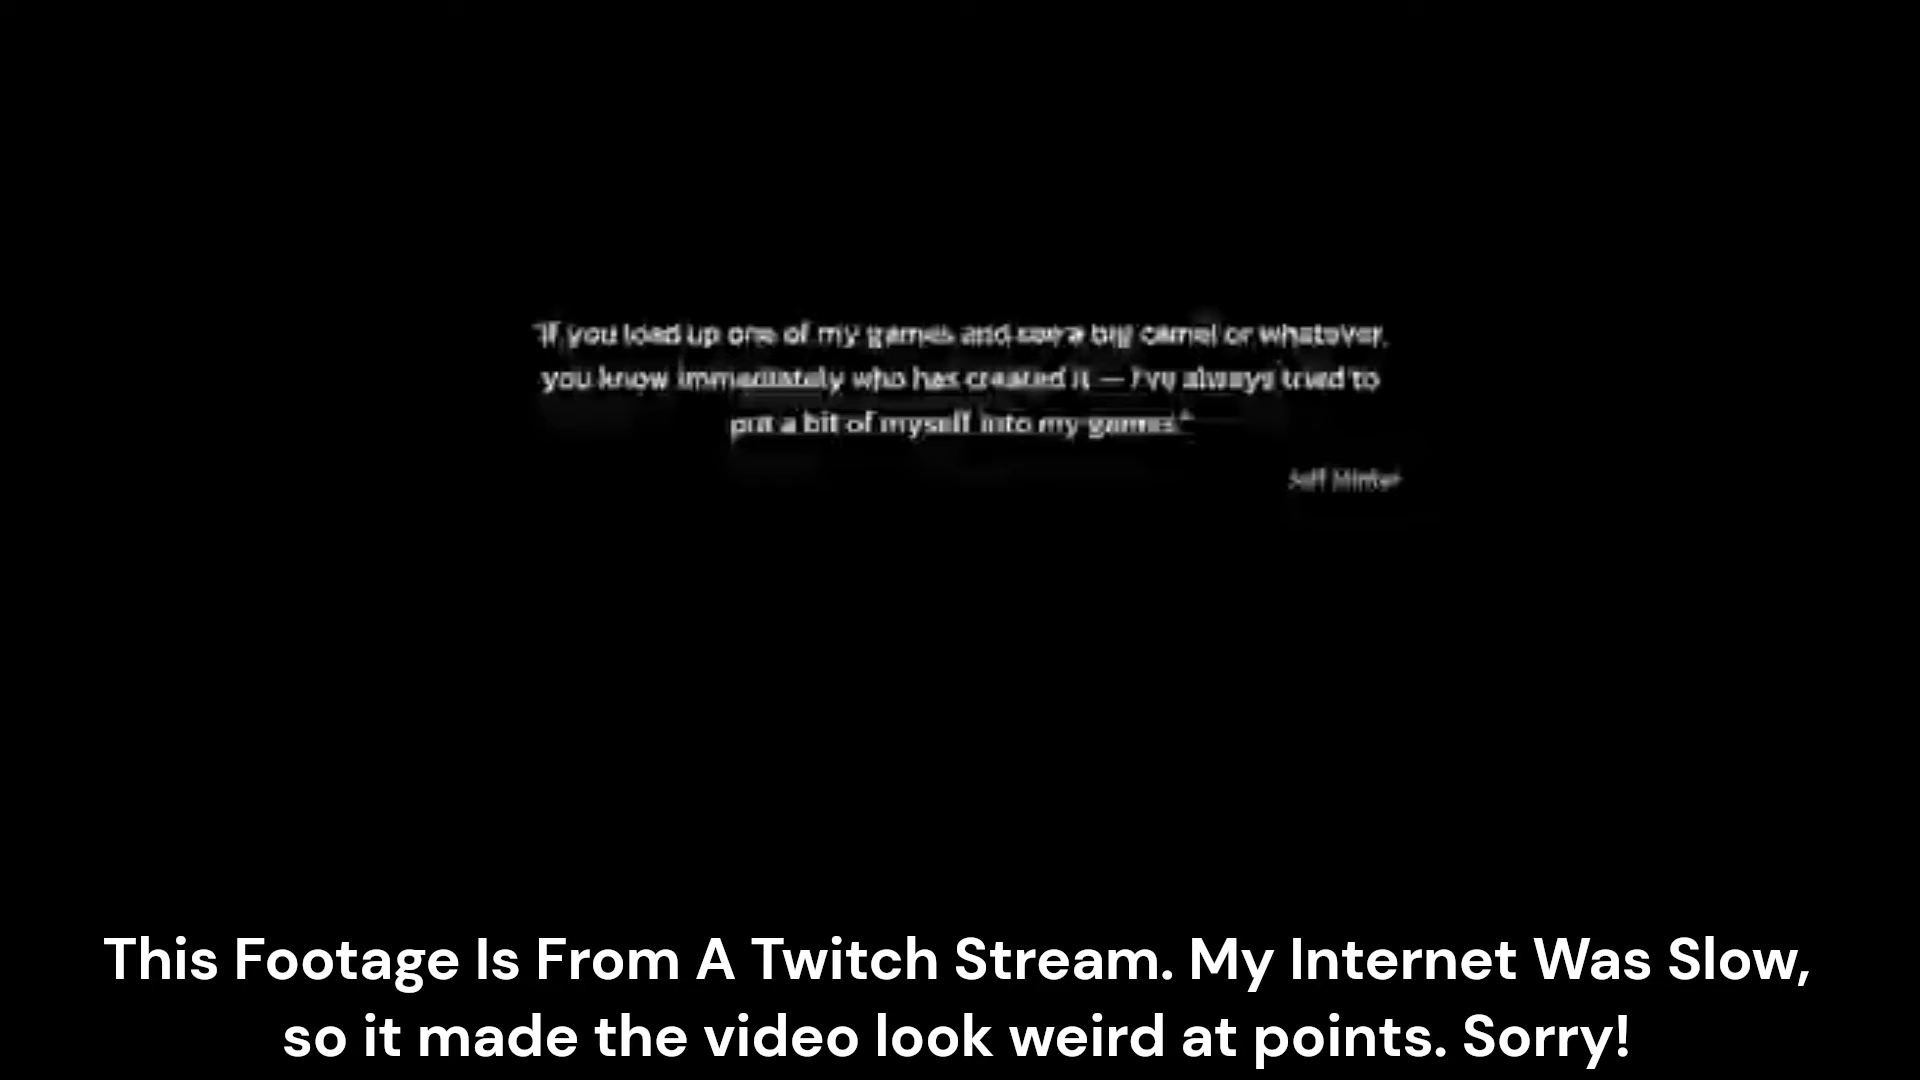 "If you load up one of my games and see a big camel or whatever,
you know immediately who has created it — I've always tried to
put a bit of myself into my games."
Jeff Minter
This Footage Is From A Twitch Stream. My Internet Was Slow,
so it made the video look weird at points. Sorry!